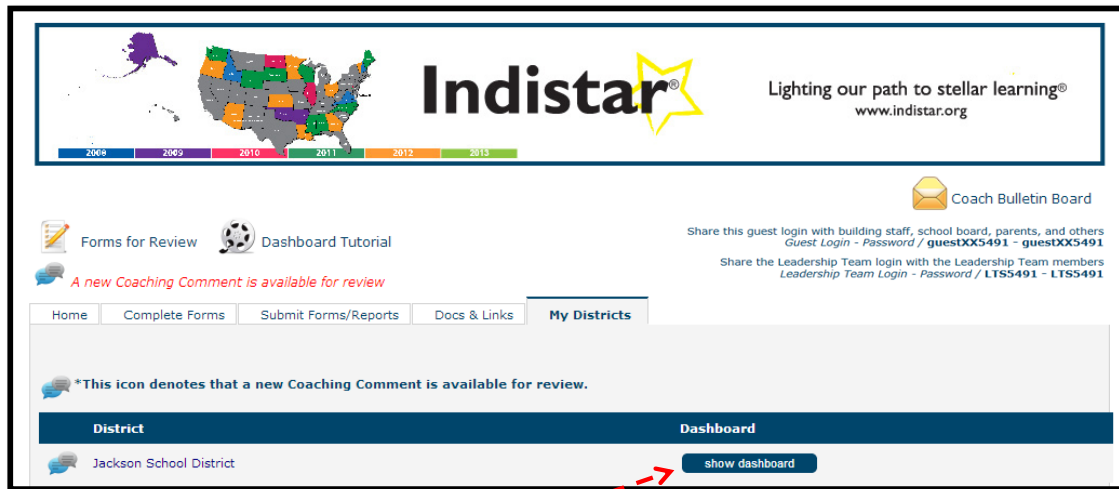 Indistar®
Lighting our path to stellar learning®
www.indistar.org
2008 2009 2010 2011 2012 2013
Coach Bulletin Board
Forms for Review Dashboard Tutorial
Share this guest login with building staff, school board, parents, and others
Guest Login - Password / guestXX5491 - guestXX5491
Share the Leadership Team login with the Leadership Team members
Leadership Team Login - Password / LTS5491 - LTS5491
A new Coaching Comment is available for review
Home Complete Forms Submit Forms/Reports Docs & Links My Districts
*This icon denotes that a new Coaching Comment is available for review.
District Dashboard
Jackson School District show dashboard